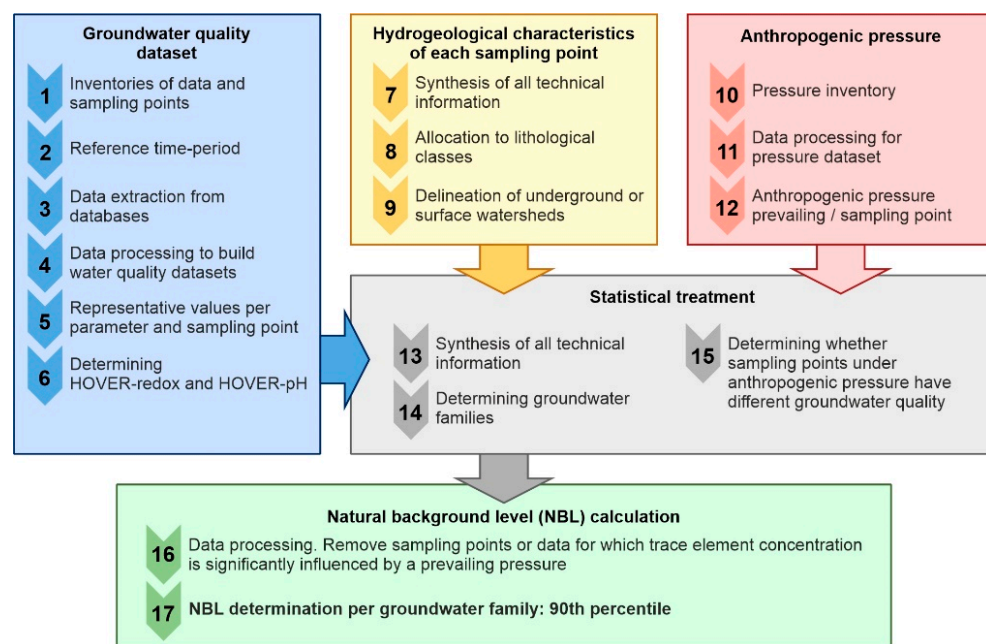 Groundwater quality
dataset
1 Inventories of data and
sampling points
2 Reference time-period
3 Data extraction from
databases
4 Data processing to build
water quality datasets
5 Representative values per
parameter and sampling point
6 Determining
HOVER-redox and HOVER-pH
Hydrogeological characteristics
of each sampling point
7 Synthesis of all technical
information
8 Allocation to lithological
classes
9 Delineation of underground or
surface watersheds
Anthropogenic pressure
10 Pressure inventory
11 Data processing for
pressure dataset
12 Anthropogenic pressure
prevailing / sampling point
Statistical treatment
13 Synthesis of all technical
information
14 Determining groundwater
families
15 Determining whether
sampling points under
anthropogenic pressure have
different groundwater quality
Natural background level (NBL) calculation
16 Data processing. Remove sampling points or data for which trace element concentration
is significantly influenced by a prevailing pressure
17 NBL determination per groundwater family: 90th percentile